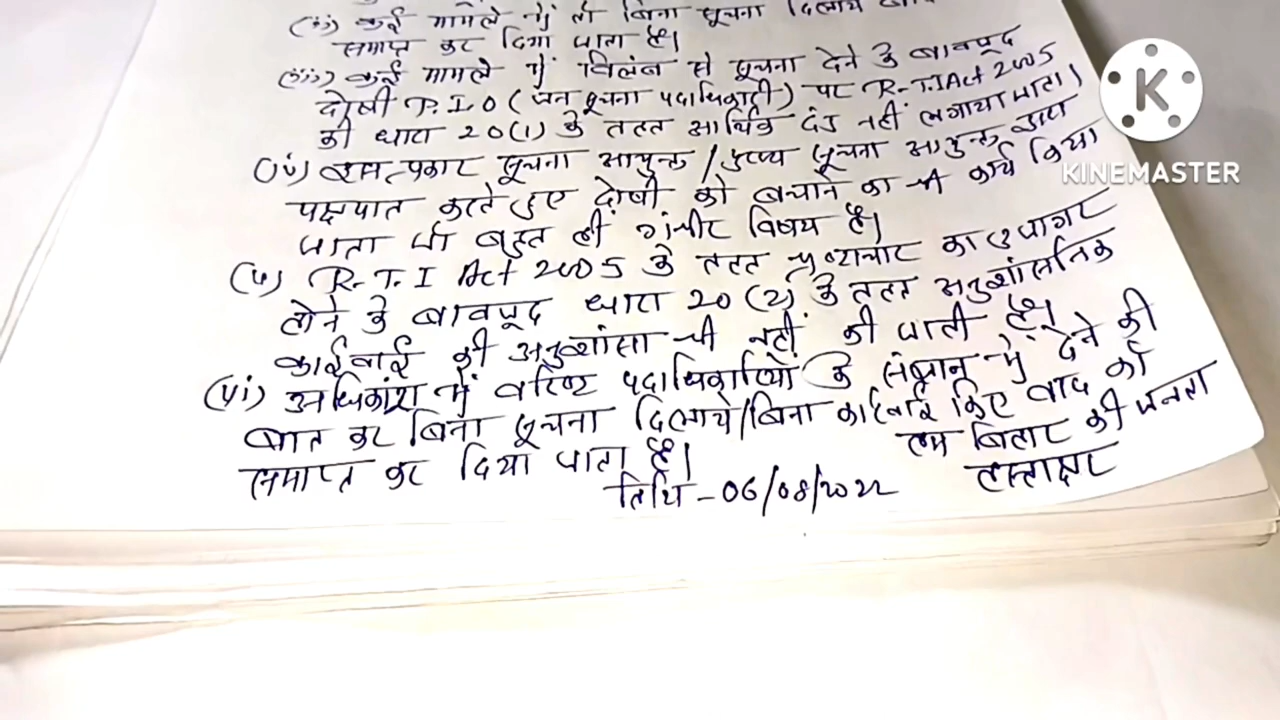 (ii) कई मामले में तो बिना सूचना दिलाये वाद
समाप्त कर दिया जाता है।
(iii) कई मामले में विलंब से सूचना देने के बावजूद
दोषी P.I.O (जन सूचना पदाधिकारी) पर R.T.I Act 2005
की धारा 20(1) के तहत आर्थिक दंड नहीं लगाया जाता।
(iv) इस प्रकार सूचना आयुक्त/मुख्य सूचना आयुक्त द्वारा
पक्षपात करते हुए दोषी को बचाने का भी कार्य किया
जाता जो बहुत ही गंभीर विषय है।
(v) R.T.I Act 2005 के तहत भ्रष्टाचार का उजागर
होने के बावजूद धारा 20(2) के तहत अनुशासनिक
कार्रवाई की अनुशंसा भी नहीं की जाती है।
(vi) अधिकांश में वरिष्ट पदाधिकारियों के संज्ञान में देने की
बात कर बिना सूचना दिलाये/बिना कार्रवाई किए वाद को
समाप्त कर दिया जाता है।
हम बिहार की जनता
हस्ताक्षर
तिथि - 06/08/2022
K
KINEMASTER